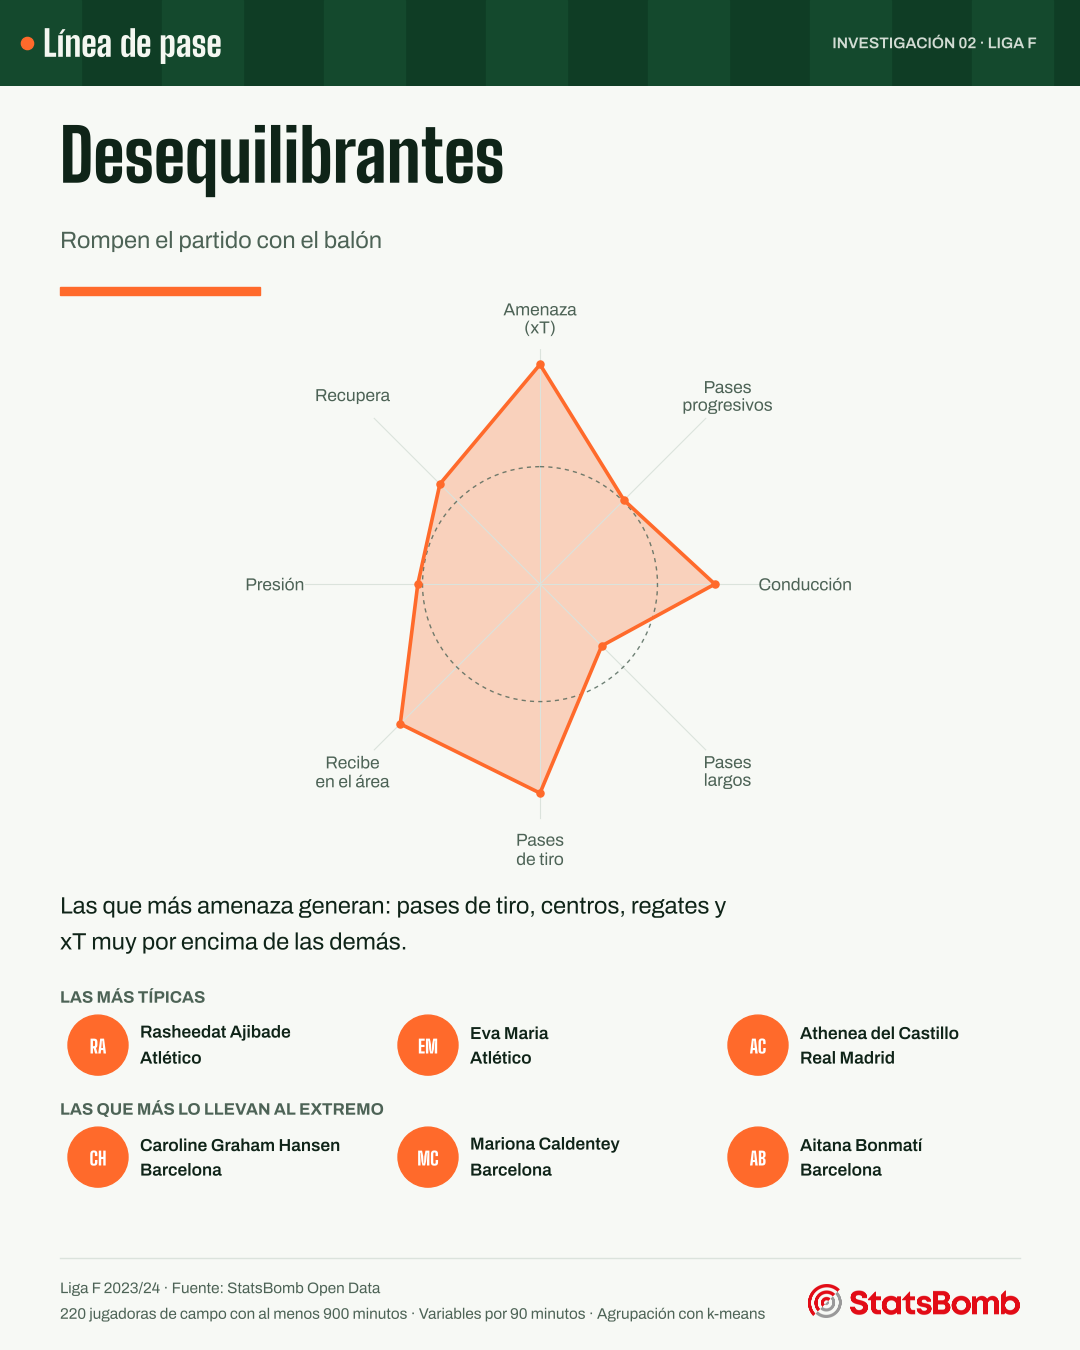 Línea de pase
INVESTIGACIÓN 02 · LIGA F
Desequilibrantes
Rompen el partido con el balón
Amenaza
(xT)
Pases
progresivos
Recupera
Presión
Conducción
Recibe
en el área
Pases
largos
Pases
de tiro
Las que más amenaza generan: pases de tiro, centros, regates y
xT muy por encima de las demás.
LAS MÁS TÍPICAS
RA
Rasheedat Ajibade
Atlético
EM
Eva Maria
Atlético
AC
Athenea del Castillo
Real Madrid
LAS QUE MÁS LO LLEVAN AL EXTREMO
CH
Caroline Graham Hansen
Barcelona
MC
Mariona Caldentey
Barcelona
AB
Aitana Bonmatí
Barcelona
Liga F 2023/24 · Fuente: StatsBomb Open Data
220 jugadoras de campo con al menos 900 minutos · Variables por 90 minutos · Agrupación con k-means
StatsBomb